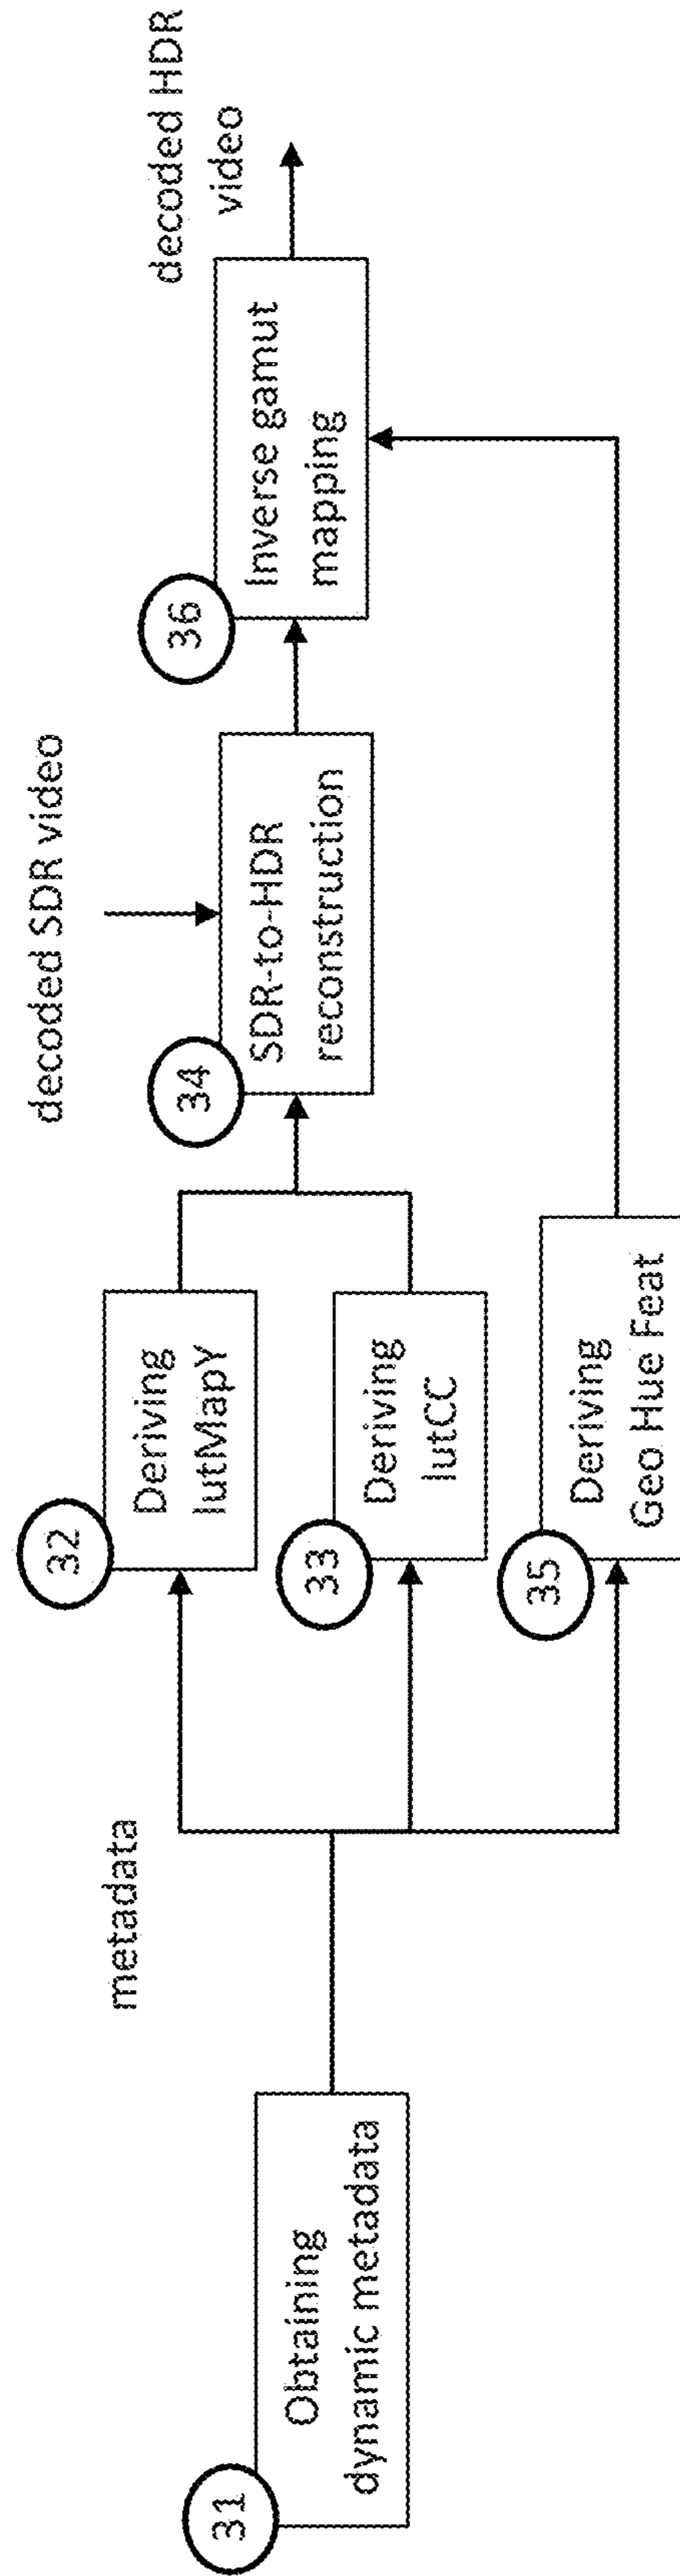 31
Obtaining
dynamic metadata
metadata
32
Deriving
lutMapY
33
Deriving
lutCC
35
Deriving
Geo Hue Feat
decoded SDR video
34
SDR-to-HDR
reconstruction
36
Inverse gamut
mapping
decoded HDR
video